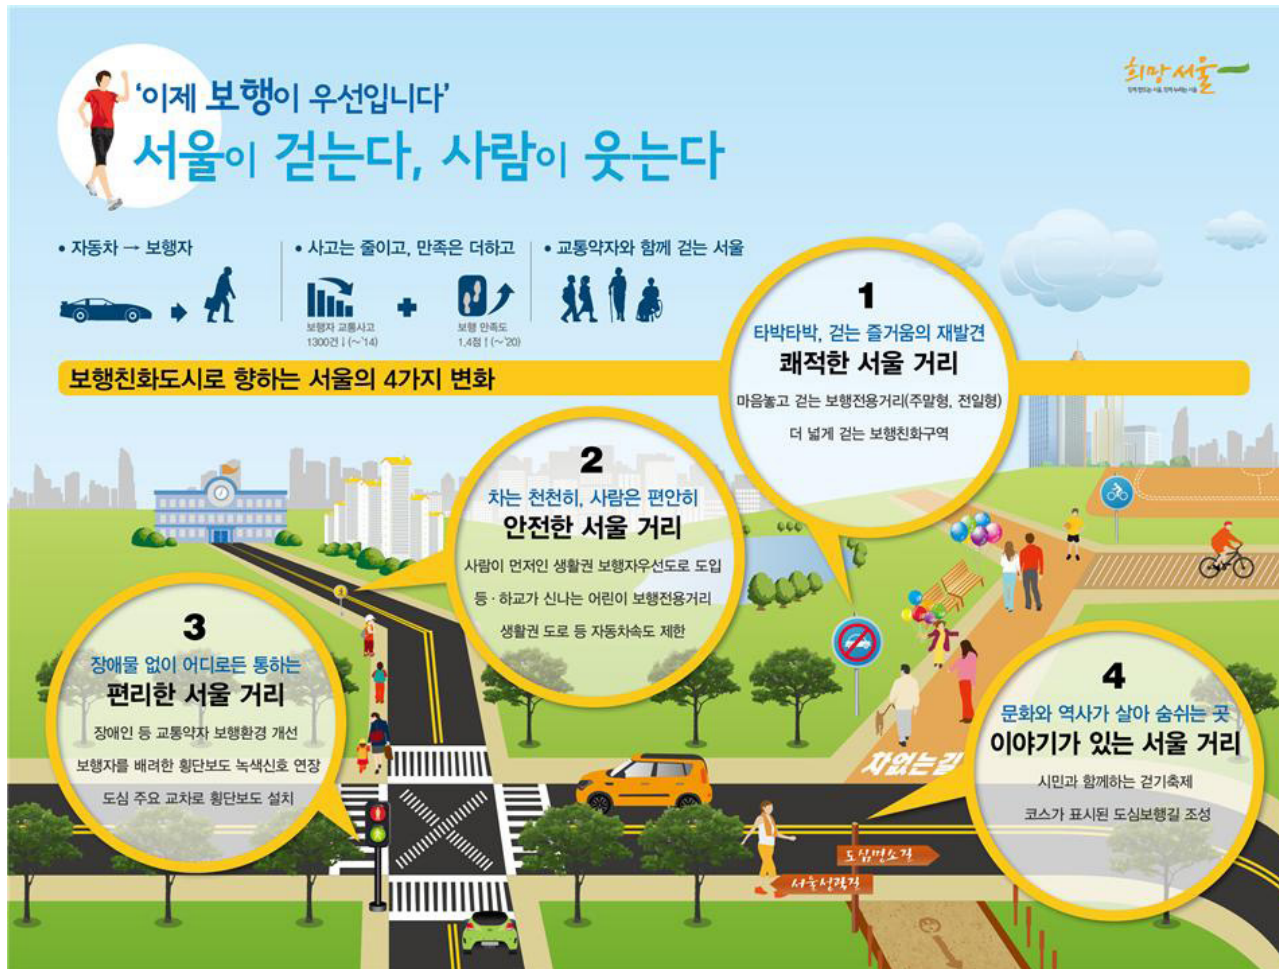 '이제 보행이 우선입니다'
서울이 걷는다, 사람이 웃는다
희망서울
함께 만드는 서울, 함께 누리는 서울
• 자동차 → 보행자
• 사고는 줄이고, 만족은 더하고
보행자 교통사고
1300건↓(~'14)
보행 만족도
1.4점↑(~'20)
• 교통약자와 함께 걷는 서울
보행친화도시로 향하는 서울의 4가지 변화
1
타박타박, 걷는 즐거움의 재발견
쾌적한 서울 거리
마음놓고 걷는 보행전용거리(주말형, 전일형)
더 넓게 걷는 보행친화구역
2
차는 천천히, 사람은 편안히
안전한 서울 거리
사람이 먼저인 생활권 보행자우선도로 도입
등·하교가 신나는 어린이 보행전용거리
생활권 도로 등 자동차속도 제한
3
장애물 없이 어디로든 통하는
편리한 서울 거리
장애인 등 교통약자 보행환경 개선
보행자를 배려한 횡단보도 녹색신호 연장
도심 주요 교차로 횡단보도 설치
4
문화와 역사가 살아 숨쉬는 곳
이야기가 있는 서울 거리
시민과 함께하는 걷기축제
코스가 표시된 도심보행길 조성
차없는길
도심명소길
서울성곽길